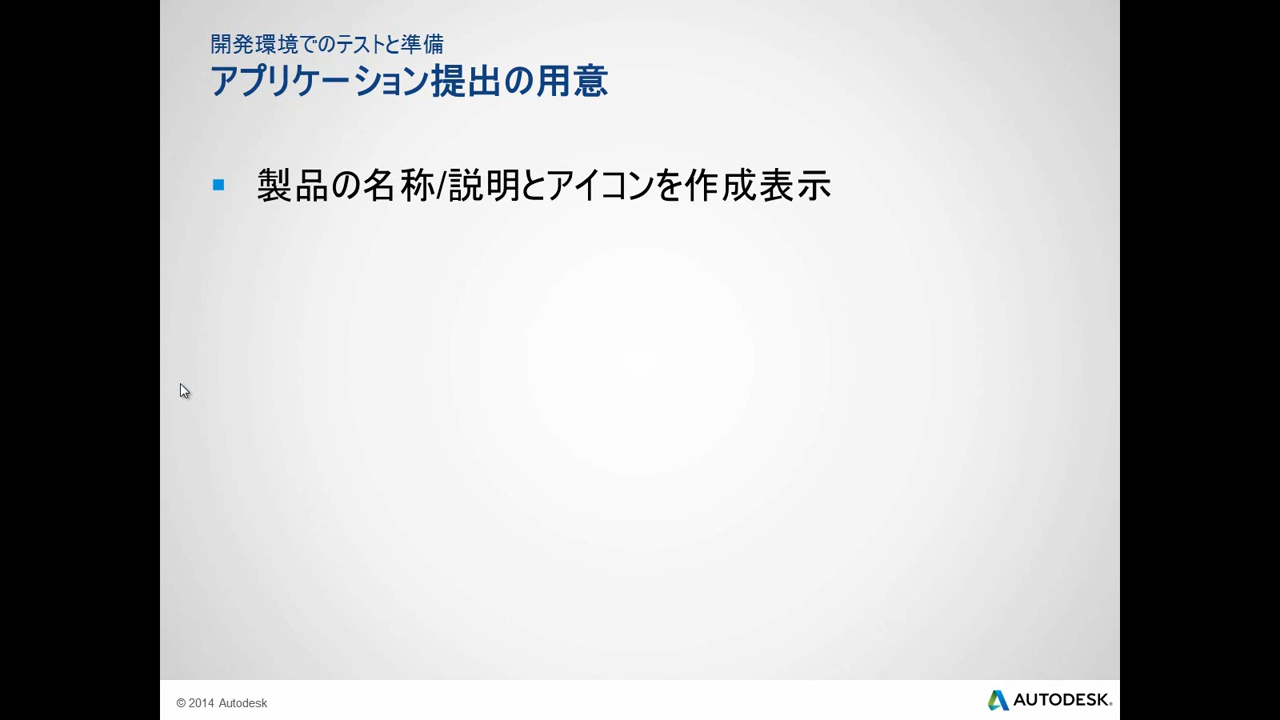 開発環境でのテストと準備
アプリケーション提出の用意
製品の名称/説明とアイコンを作成表示
© 2014 Autodesk
AUTODESK.